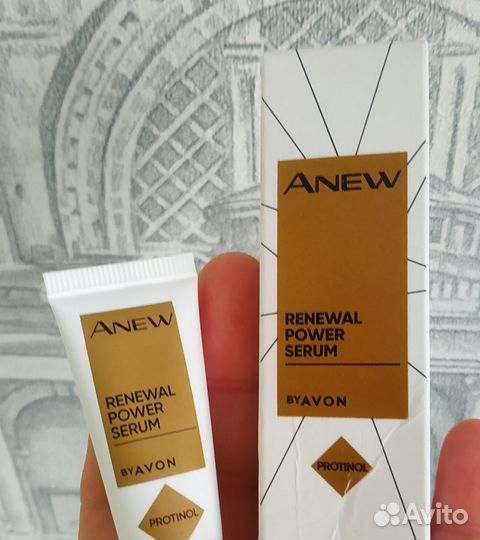 ANEW
RENEWAL
POWER
SERUM
BY AVON
PROTINOL
ANEW
RENEWAL
POWER
SERUM
BY AVON
PROTINOL
Avito